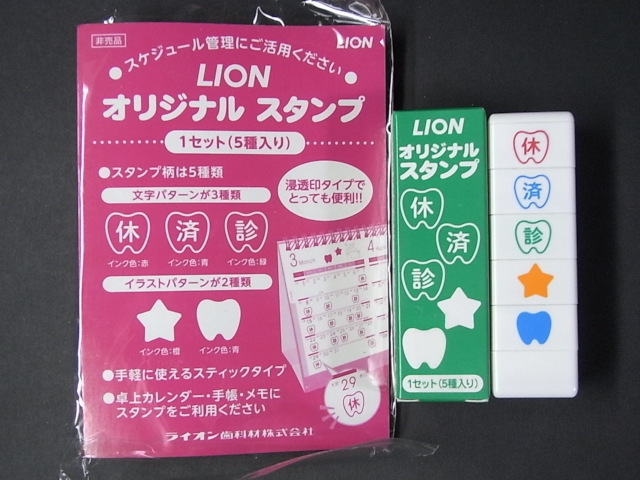 非売品
LION
スケジュール管理にご活用ください
LION
オリジナル スタンプ
1セット(5種入り)
●スタンプ柄は5種類
文字パターンが3種類
浸透印タイプで
とっても便利!!
休
済
診
インク色:赤
インク色:青
インク色:緑
イラストパターンが2種類
インク色:橙
インク色:青
3
4
●手軽に使えるスティックタイプ
●卓上カレンダー・手帳・メモに
スタンプをご利用ください
29
休
ライオン歯科材株式会社
LION
オリジナル
スタンプ
休
済
診
1セット(5種入り)
休
済
診